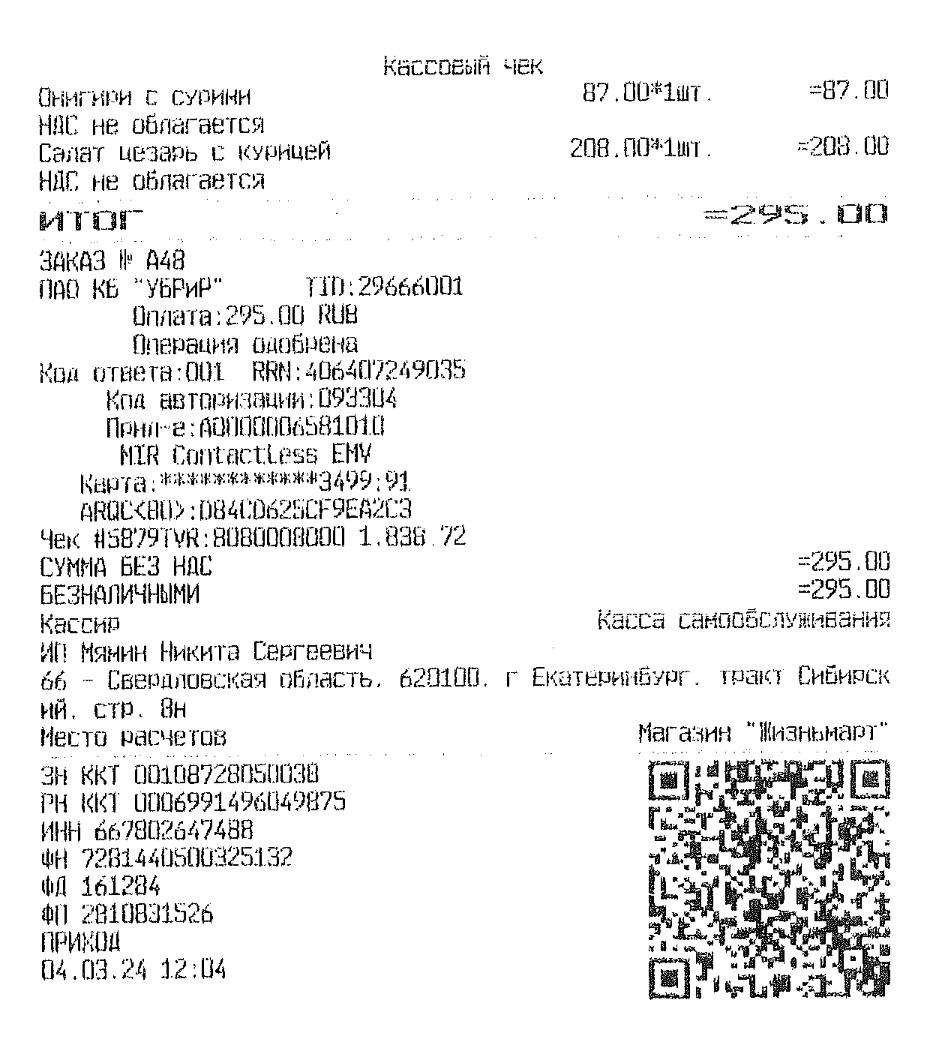 Кассовый чек
Онигири с сурими 87.00*1шт. =87.00
НДС не облагается
Салат цезарь с курицей 208.00*1шт. =208.00
НДС не облагается
ИТОГ =295.00
ЗАКАЗ № А48
ПАО КБ "УБРиР" TID:29666001
Оплата:295.00 RUB
Операция одобрена
Код ответа:001 RRN:406407249035
Код авторизации:093304
Прил-е:A0000006581010
MIR ContactLess EMV
Карта:************3499;91
ARQC<80>:D84CD625CF9EA2C3
Чек #5879TVR:8080008000 1.838.72
СУММА БЕЗ НДС =295.00
БЕЗНАЛИЧНЫМИ =295.00
Кассир Касса самообслуживания
ИП Мямин Никита Сергеевич
66 - Свердловская область, 620100, г Екатеринбург, тракт Сибирск
ий, стр. 8н
Место расчетов Магазин "Жизньмарт"
ЗН ККТ 00108728050038
РН ККТ 0006991496049875
ИНН 667802647488
ФН 7281440500325132
ФД 161284
ФП 2810831526
ПРИХОД
04.03.24 12:04